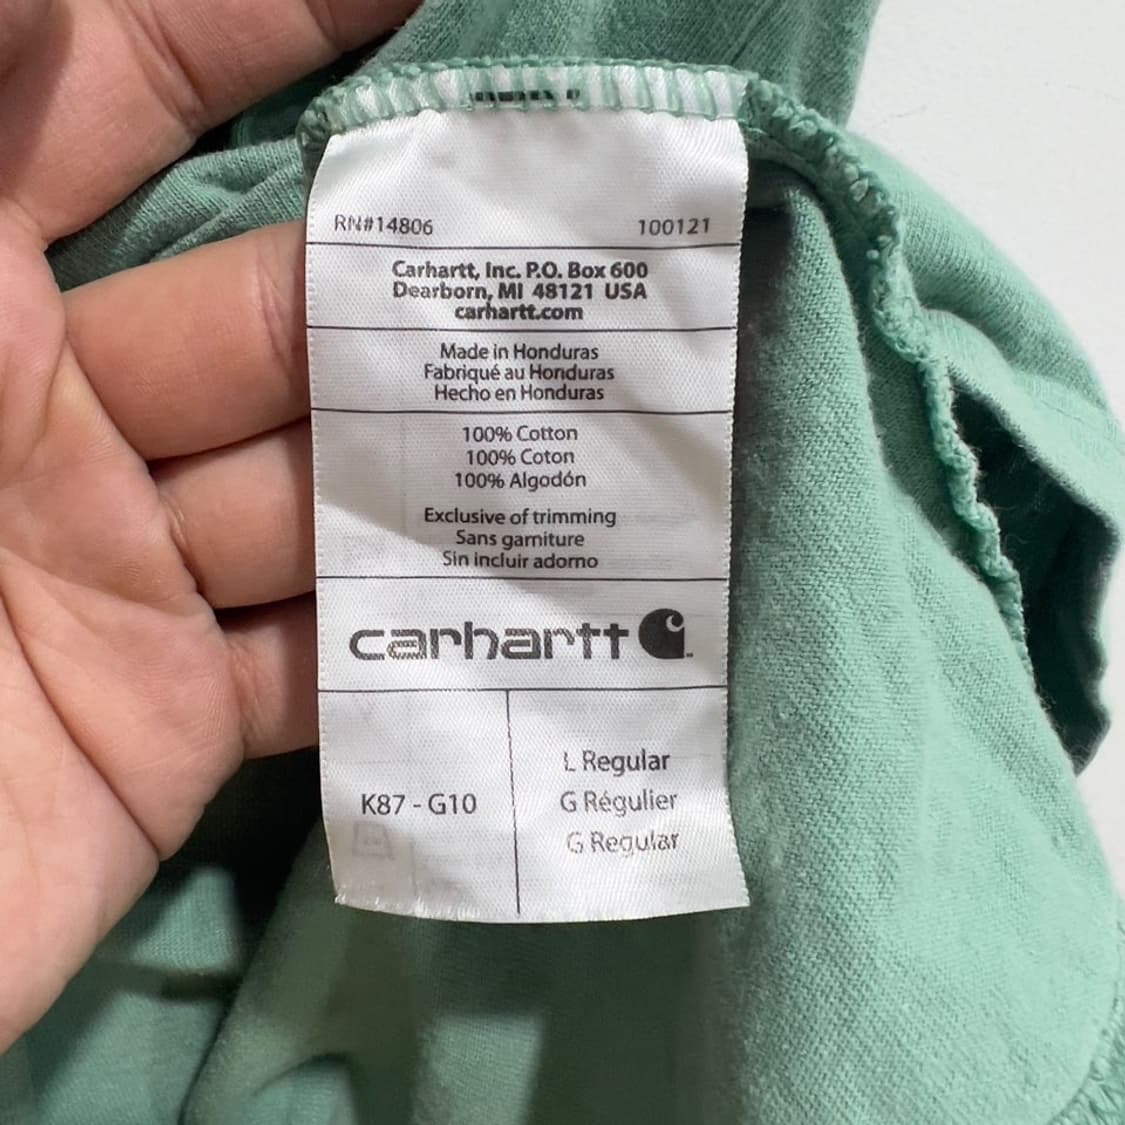 RN#14806 100121
Carhartt, Inc. P.O. Box 600
Dearborn, MI 48121 USA
carhartt.com
Made in Honduras
Fabriqué au Honduras
Hecho en Honduras
100% Cotton
100% Coton
100% Algodón
Exclusive of trimming
Sans garniture
Sin incluir adorno
carhartt
K87 - G10
L Regular
G Régulier
G Regular